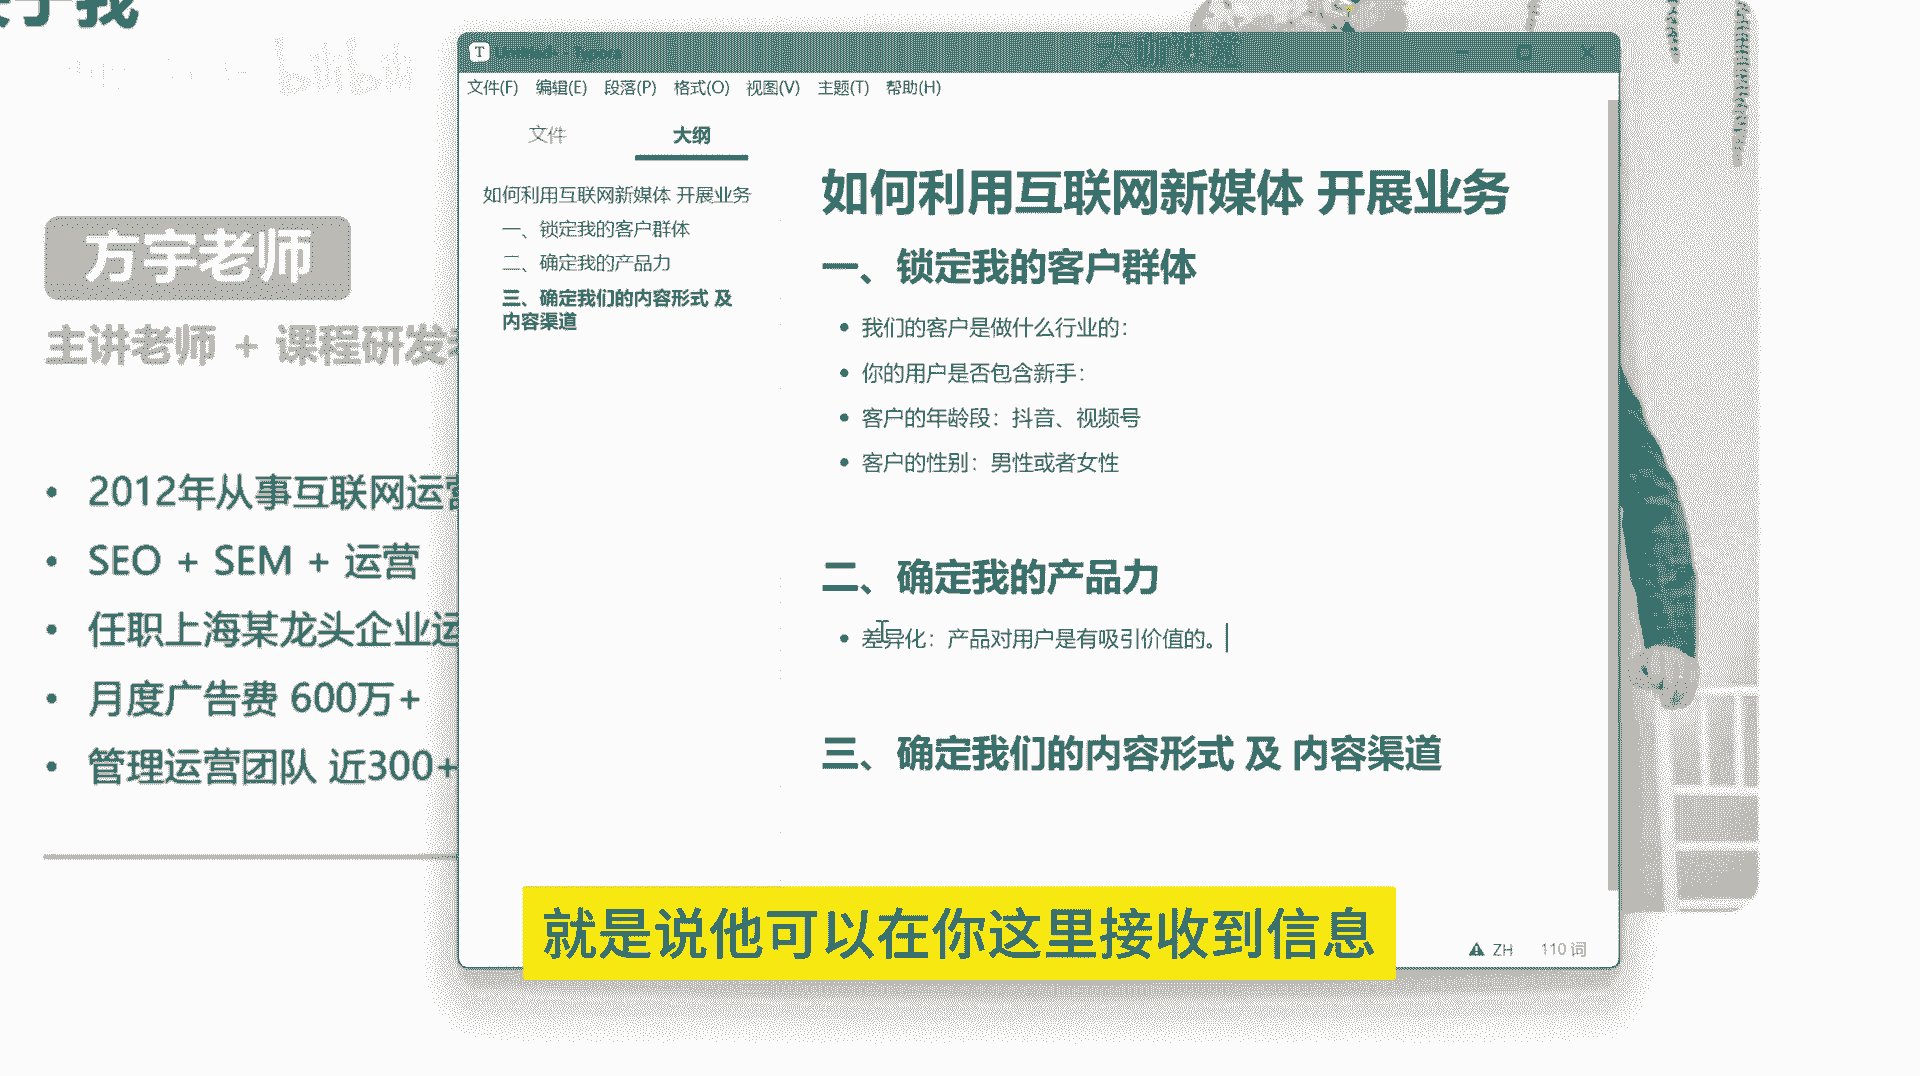 于我
bilibili
方宇老师
主讲老师 + 课程研发
2012年从事互联网运营
SEO + SEM + 运营
任职上海某龙头企业运
月度广告费 600万+
管理运营团队 近300+
Untitled - Typora
大咖课堂
文件(F) 编辑(E) 段落(P) 格式(O) 视图(V) 主题(T) 帮助(H)
文件 大纲
如何利用互联网新媒体 开展业务
一、锁定我的客户群体
二、确定我的产品力
三、确定我们的内容形式 及
内容渠道
如何利用互联网新媒体 开展业务
一、锁定我的客户群体
我们的客户是做什么行业的：
你的用户是否包含新手：
客户的年龄段：抖音、视频号
客户的性别：男性或者女性
二、确定我的产品力
差异化：产品对用户是有吸引价值的。
三、确定我们的内容形式 及 内容渠道
ZH 110 词
就是说他可以在你这里接收到信息